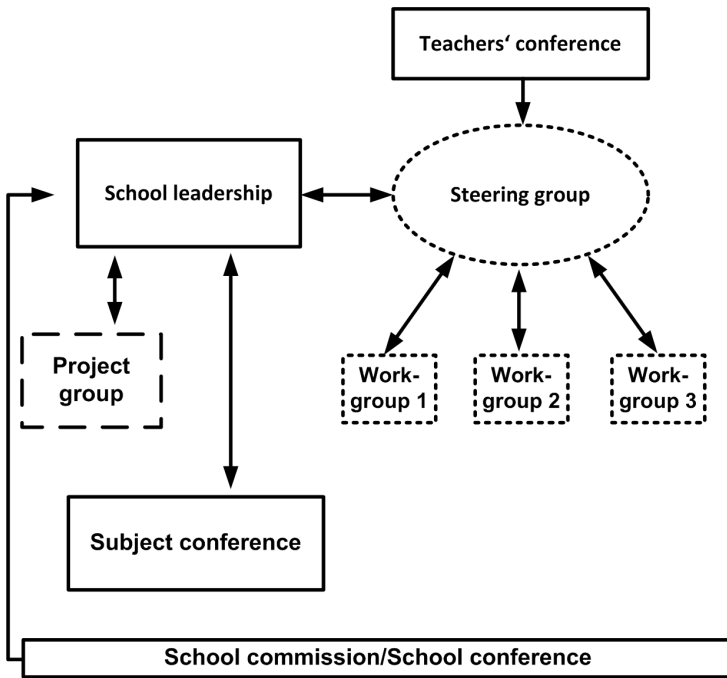 Teachers‘ conference
School leadership
Steering group
Project
group
Work-
group 1
Work-
group 2
Work-
group 3
Subject conference
School commission/School conference